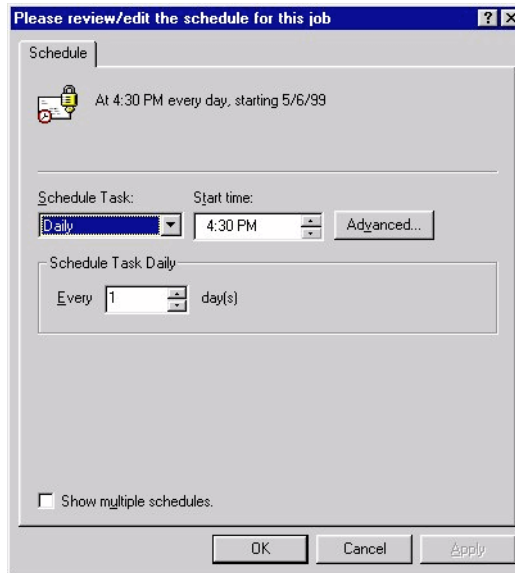 Please review/edit the schedule for this job
Schedule
At 4:30 PM every day, starting 5/6/99
Schedule Task: Start time:
Daily 4:30 PM Advanced...
Schedule Task Daily
Every 1 day(s)
Show multiple schedules.
OK Cancel Apply